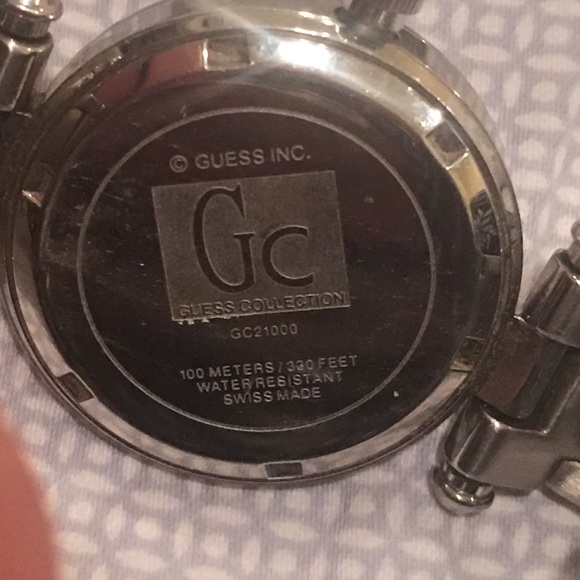 © GUESS INC.
Gc
GUESS COLLECTION
GC21000
100 METERS / 330 FEET
WATER RESISTANT
SWISS MADE